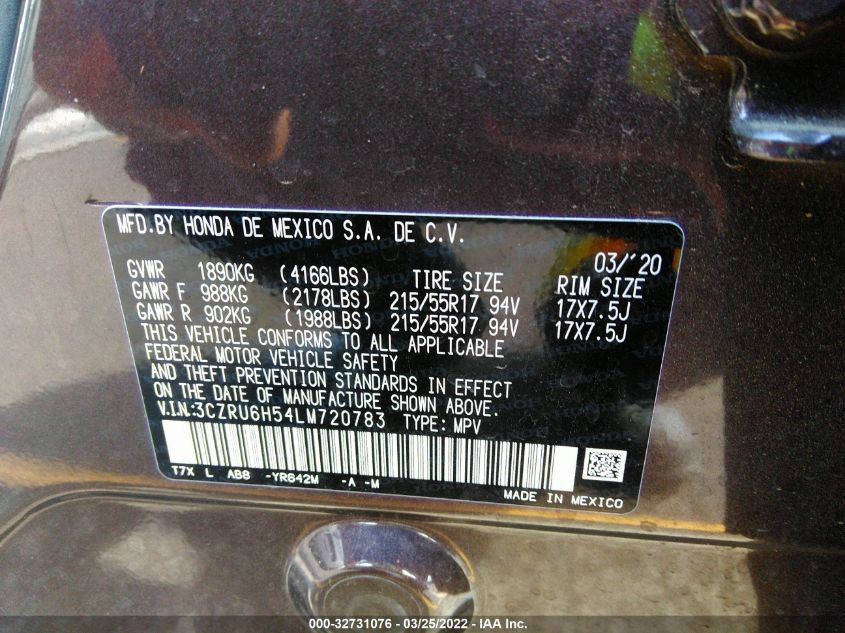 MFD.BY HONDA DE MEXICO S.A. DE C.V.
03/'20
GVWR 1890KG (4166LBS) TIRE SIZE RIM SIZE
GAWR F 988KG (2178LBS) 215/55R17 94V 17X7.5J
GAWR R 902KG (1988LBS) 215/55R17 94V 17X7.5J
THIS VEHICLE CONFORMS TO ALL APPLICABLE
FEDERAL MOTOR VEHICLE SAFETY
AND THEFT PREVENTION STANDARDS IN EFFECT
ON THE DATE OF MANUFACTURE SHOWN ABOVE.
V.IN:3CZRU6H54LM720783 TYPE: MPV
T7X L AB8 -YR642M -A -M
MADE IN MEXICO
000-32731076 - 03/25/2022 - IAA Inc.